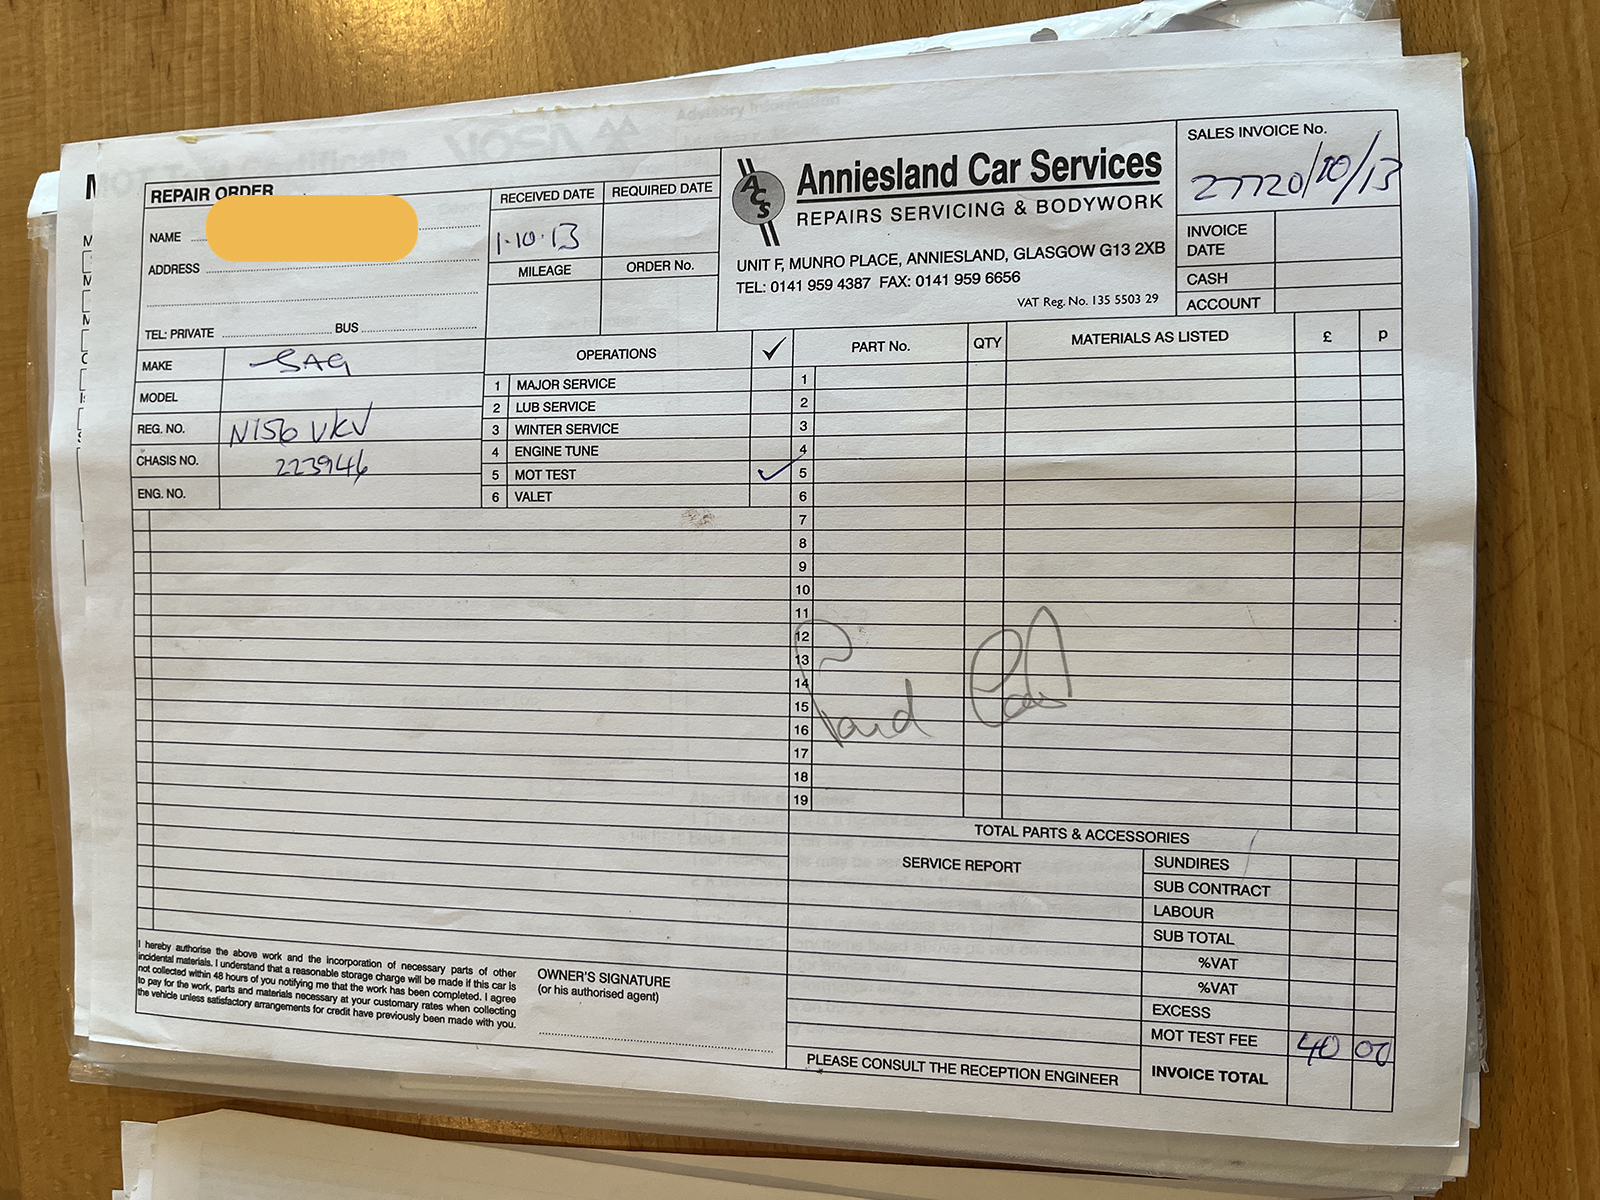 REPAIR ORDER
NAME
ADDRESS
TEL: PRIVATE BUS
RECEIVED DATE
1·10·13
REQUIRED DATE
MILEAGE
ORDER No.
ACS
Anniesland Car Services
REPAIRS SERVICING & BODYWORK
UNIT F, MUNRO PLACE, ANNIESLAND, GLASGOW G13 2XB
TEL: 0141 959 4387 FAX: 0141 959 6656
VAT Reg. No. 135 5503 29
SALES INVOICE No.
27720/10/13
INVOICE DATE
CASH
ACCOUNT
MAKE
MODEL
REG. NO. N156 VKV
CHASIS NO. 223946
ENG. NO.
OPERATIONS ✓
1 MAJOR SERVICE
2 LUB SERVICE
3 WINTER SERVICE
4 ENGINE TUNE
5 MOT TEST ✓
6 VALET
PART No. QTY MATERIALS AS LISTED £ p
1
2
3
4
5
6
7
8
9
10
11
12
13
14
15
16
17
18
19
Paid
TOTAL PARTS & ACCESSORIES
SERVICE REPORT
SUNDIRES
SUB CONTRACT
LABOUR
SUB TOTAL
%VAT
%VAT
EXCESS
MOT TEST FEE 40 00
INVOICE TOTAL
PLEASE CONSULT THE RECEPTION ENGINEER
I hereby authorise the above work and the incorporation of necessary parts of other
incidental materials. I understand that a reasonable storage charge will be made if this car is
not collected within 48 hours of you notifying me that the work has been completed. I agree
to pay for the work, parts and materials necessary at your customary rates when collecting
the vehicle unless satisfactory arrangements for credit have previously been made with you.
OWNER'S SIGNATURE
(or his authorised agent)